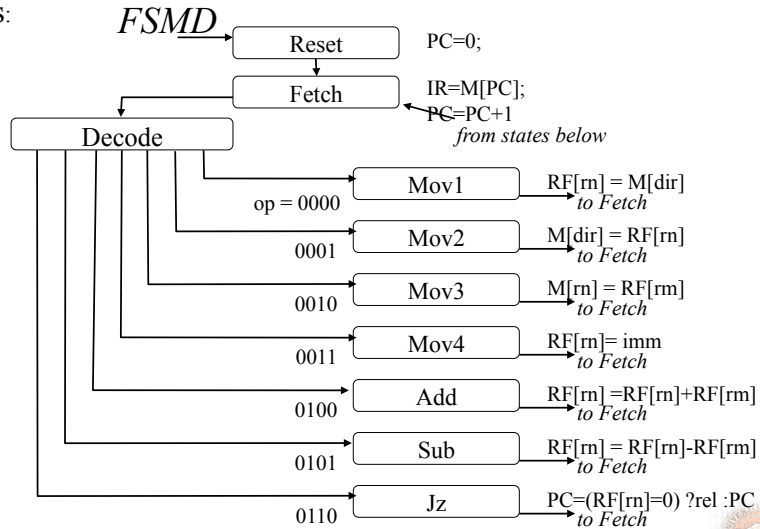 s:
FSMD
Reset PC=0;
Fetch IR=M[PC];
PC=PC+1
from states below
Decode
Mov1 RF[rn] = M[dir]
op = 0000 to Fetch
Mov2 M[dir] = RF[rn]
0001 to Fetch
Mov3 M[rn] = RF[rm]
0010 to Fetch
Mov4 RF[rn]= imm
0011 to Fetch
Add RF[rn] =RF[rn]+RF[rm]
0100 to Fetch
Sub RF[rn] = RF[rn]-RF[rm]
0101 to Fetch
Jz PC=(RF[rn]=0) ?rel :PC
0110 to Fetch